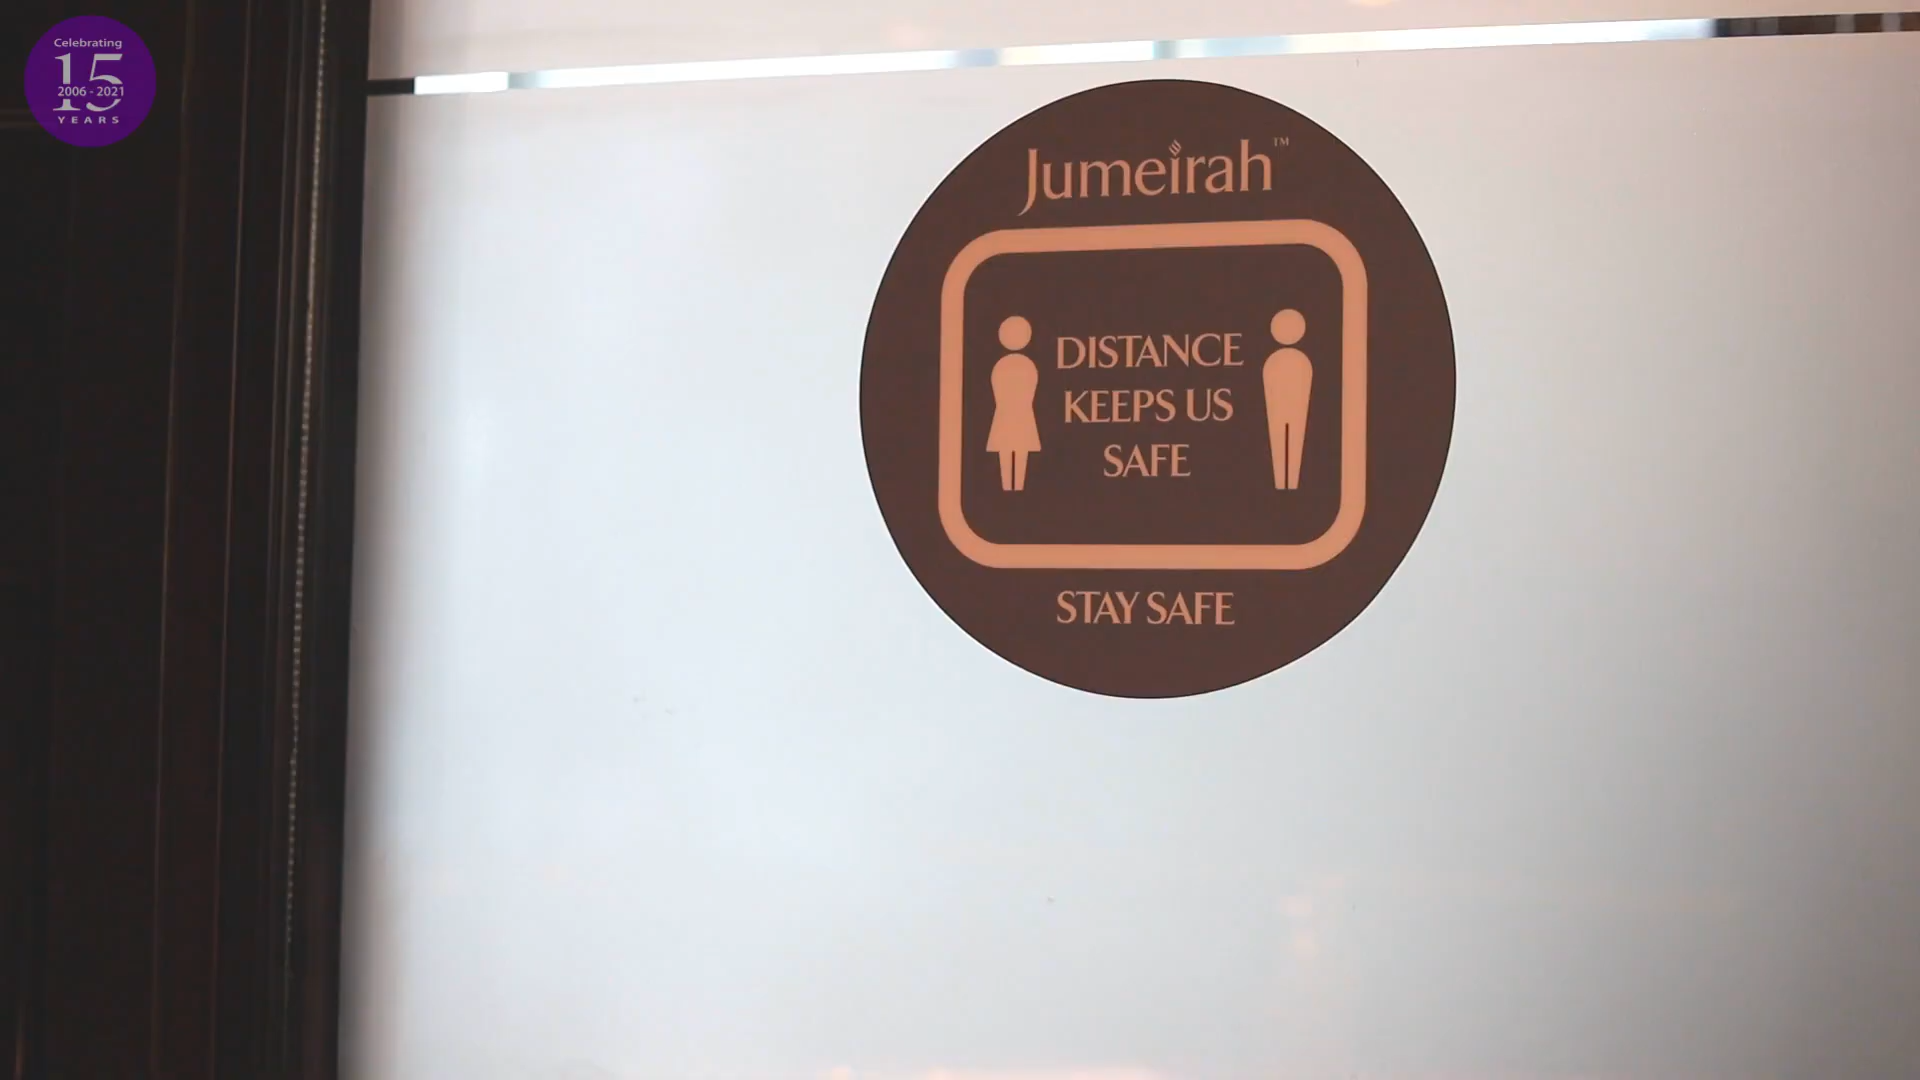 Celebrating
15
2006 - 2021
YEARS
Jumeirah™
DISTANCE
KEEPS US
SAFE
STAY SAFE